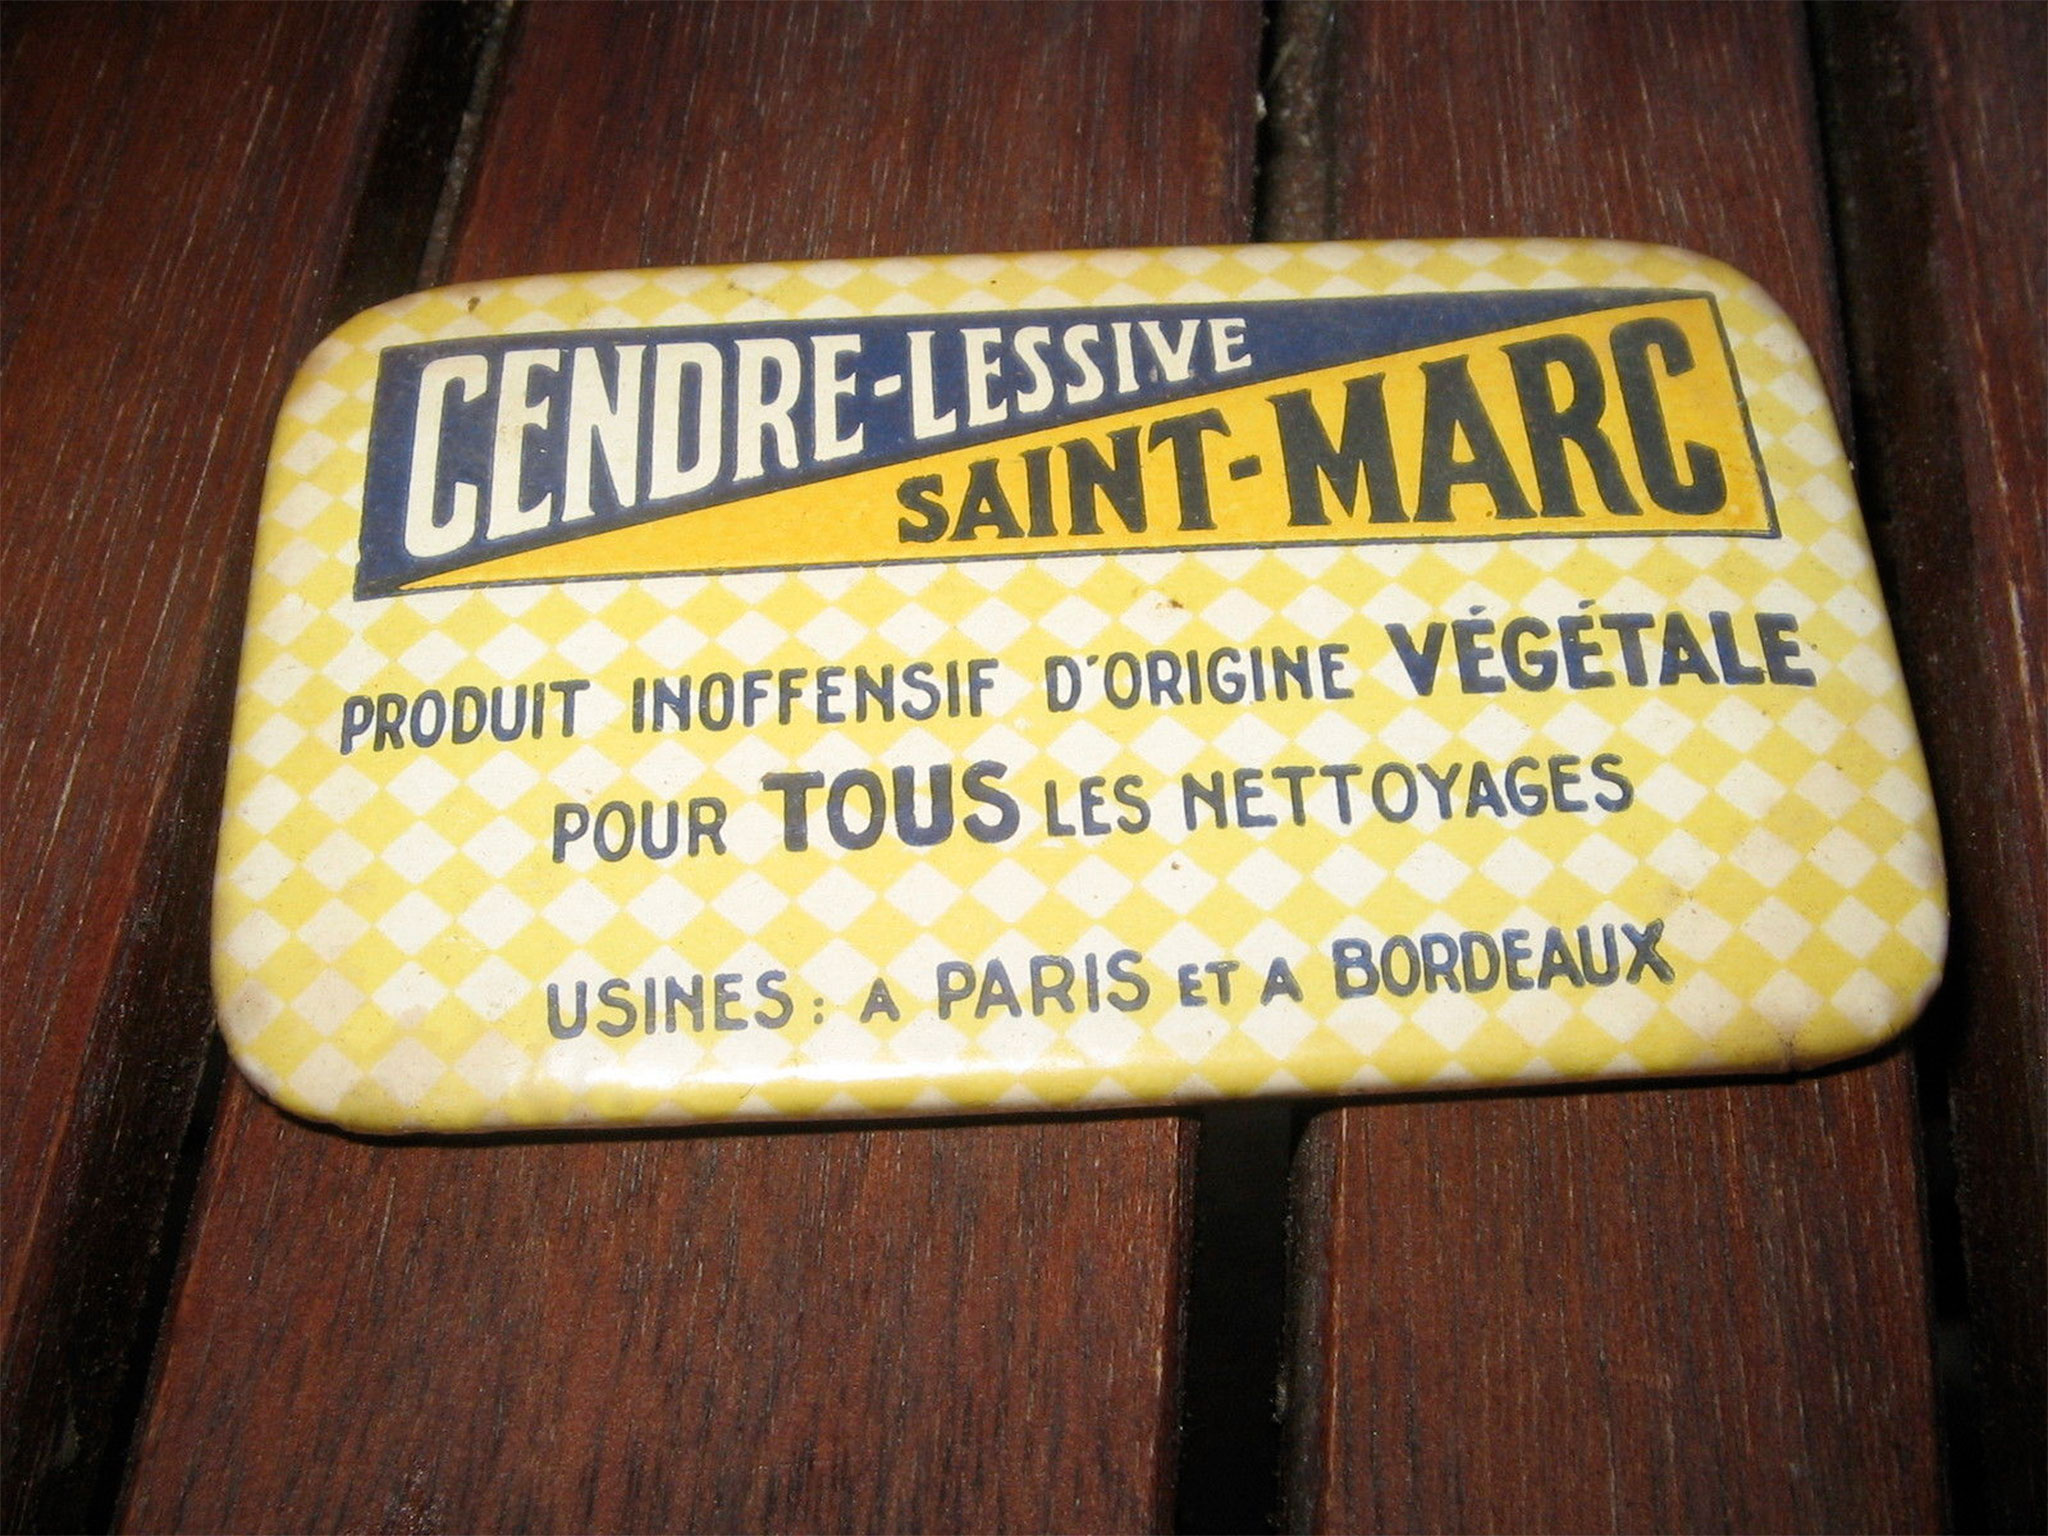 CENDRE-LESSIVE
SAINT-MARC
PRODUIT INOFFENSIF D'ORIGINE VÉGÉTALE
POUR TOUS LES NETTOYAGES
USINES: A PARIS ET A BORDEAUX